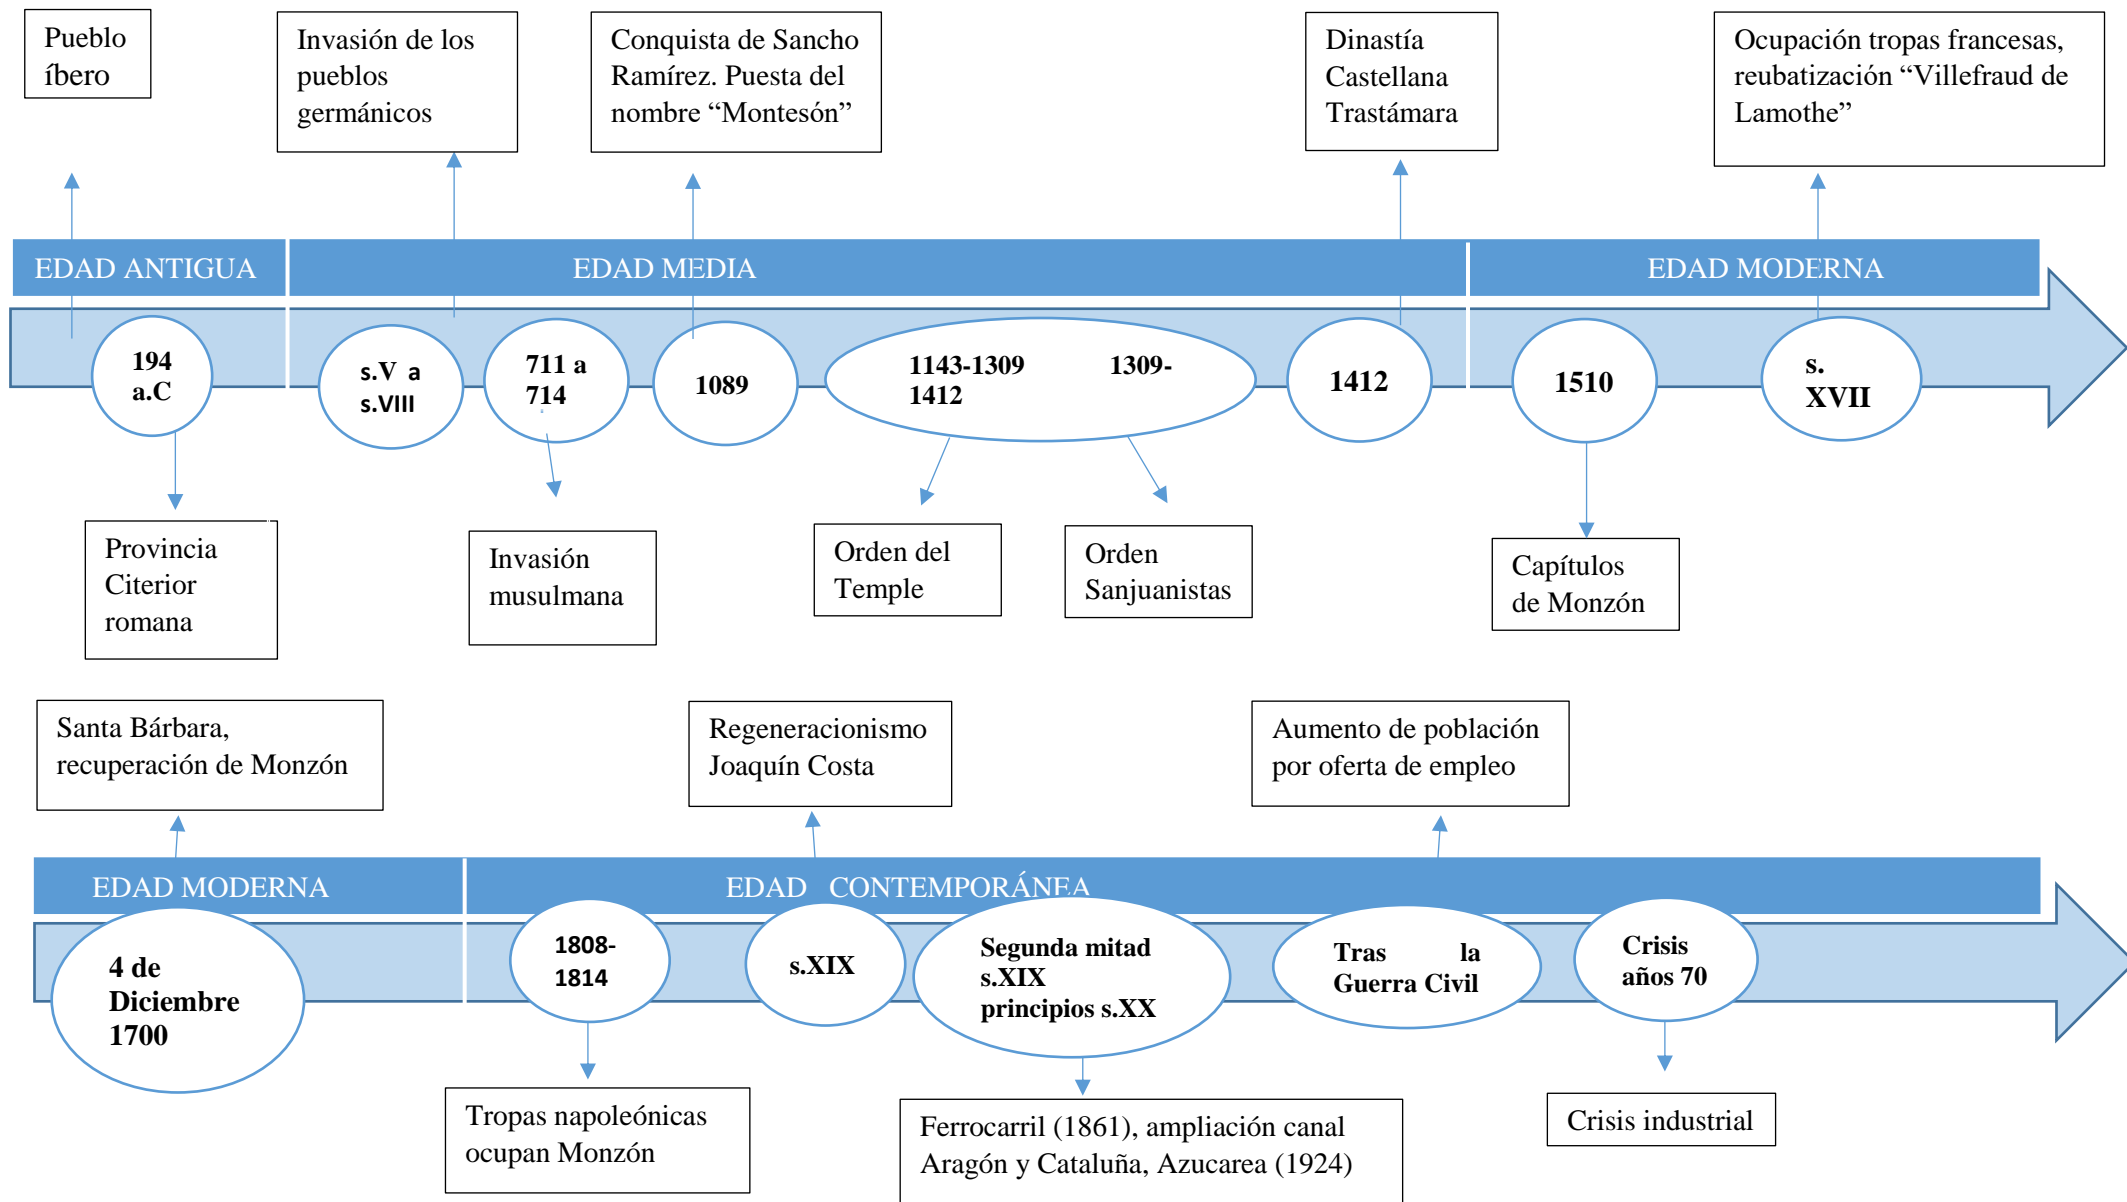 Pueblo
íbero
Invasión de los
pueblos
germánicos
Conquista de Sancho
Ramírez. Puesta del
nombre “Montesón”
Dinastía
Castellana
Trastámara
Ocupación tropas francesas,
reubatización “Villefraud de
Lamothe”
EDAD ANTIGUA
EDAD MEDIA
EDAD MODERNA
194
a.C
s.V a
s.VIII
711 a
714
1089
1143-1309 1309-
1412
1412
1510
s.
XVII
Provincia
Citerior
romana
Invasión
musulmana
Orden del
Temple
Orden
Sanjuanistas
Capítulos
de Monzón
Santa Bárbara,
recuperación de Monzón
Regeneracionismo
Joaquín Costa
Aumento de población
por oferta de empleo
EDAD MODERNA
EDAD CONTEMPORÁNEA
4 de
Diciembre
1700
1808-
1814
s.XIX
Segunda mitad
s.XIX
principios s.XX
Tras la
Guerra Civil
Crisis
años 70
Tropas napoleónicas
ocupan Monzón
Ferrocarril (1861), ampliación canal
Aragón y Cataluña, Azucarea (1924)
Crisis industrial